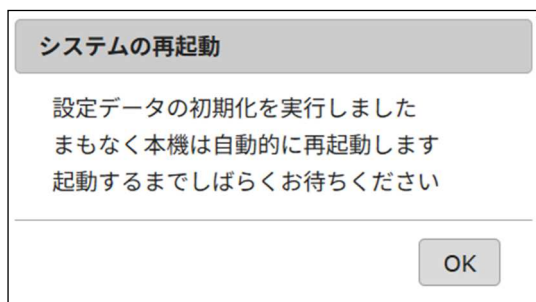 システムの再起動
設定データの初期化を実行しました
まもなく本機は自動的に再起動します
起動するまでしばらくお待ちください
OK